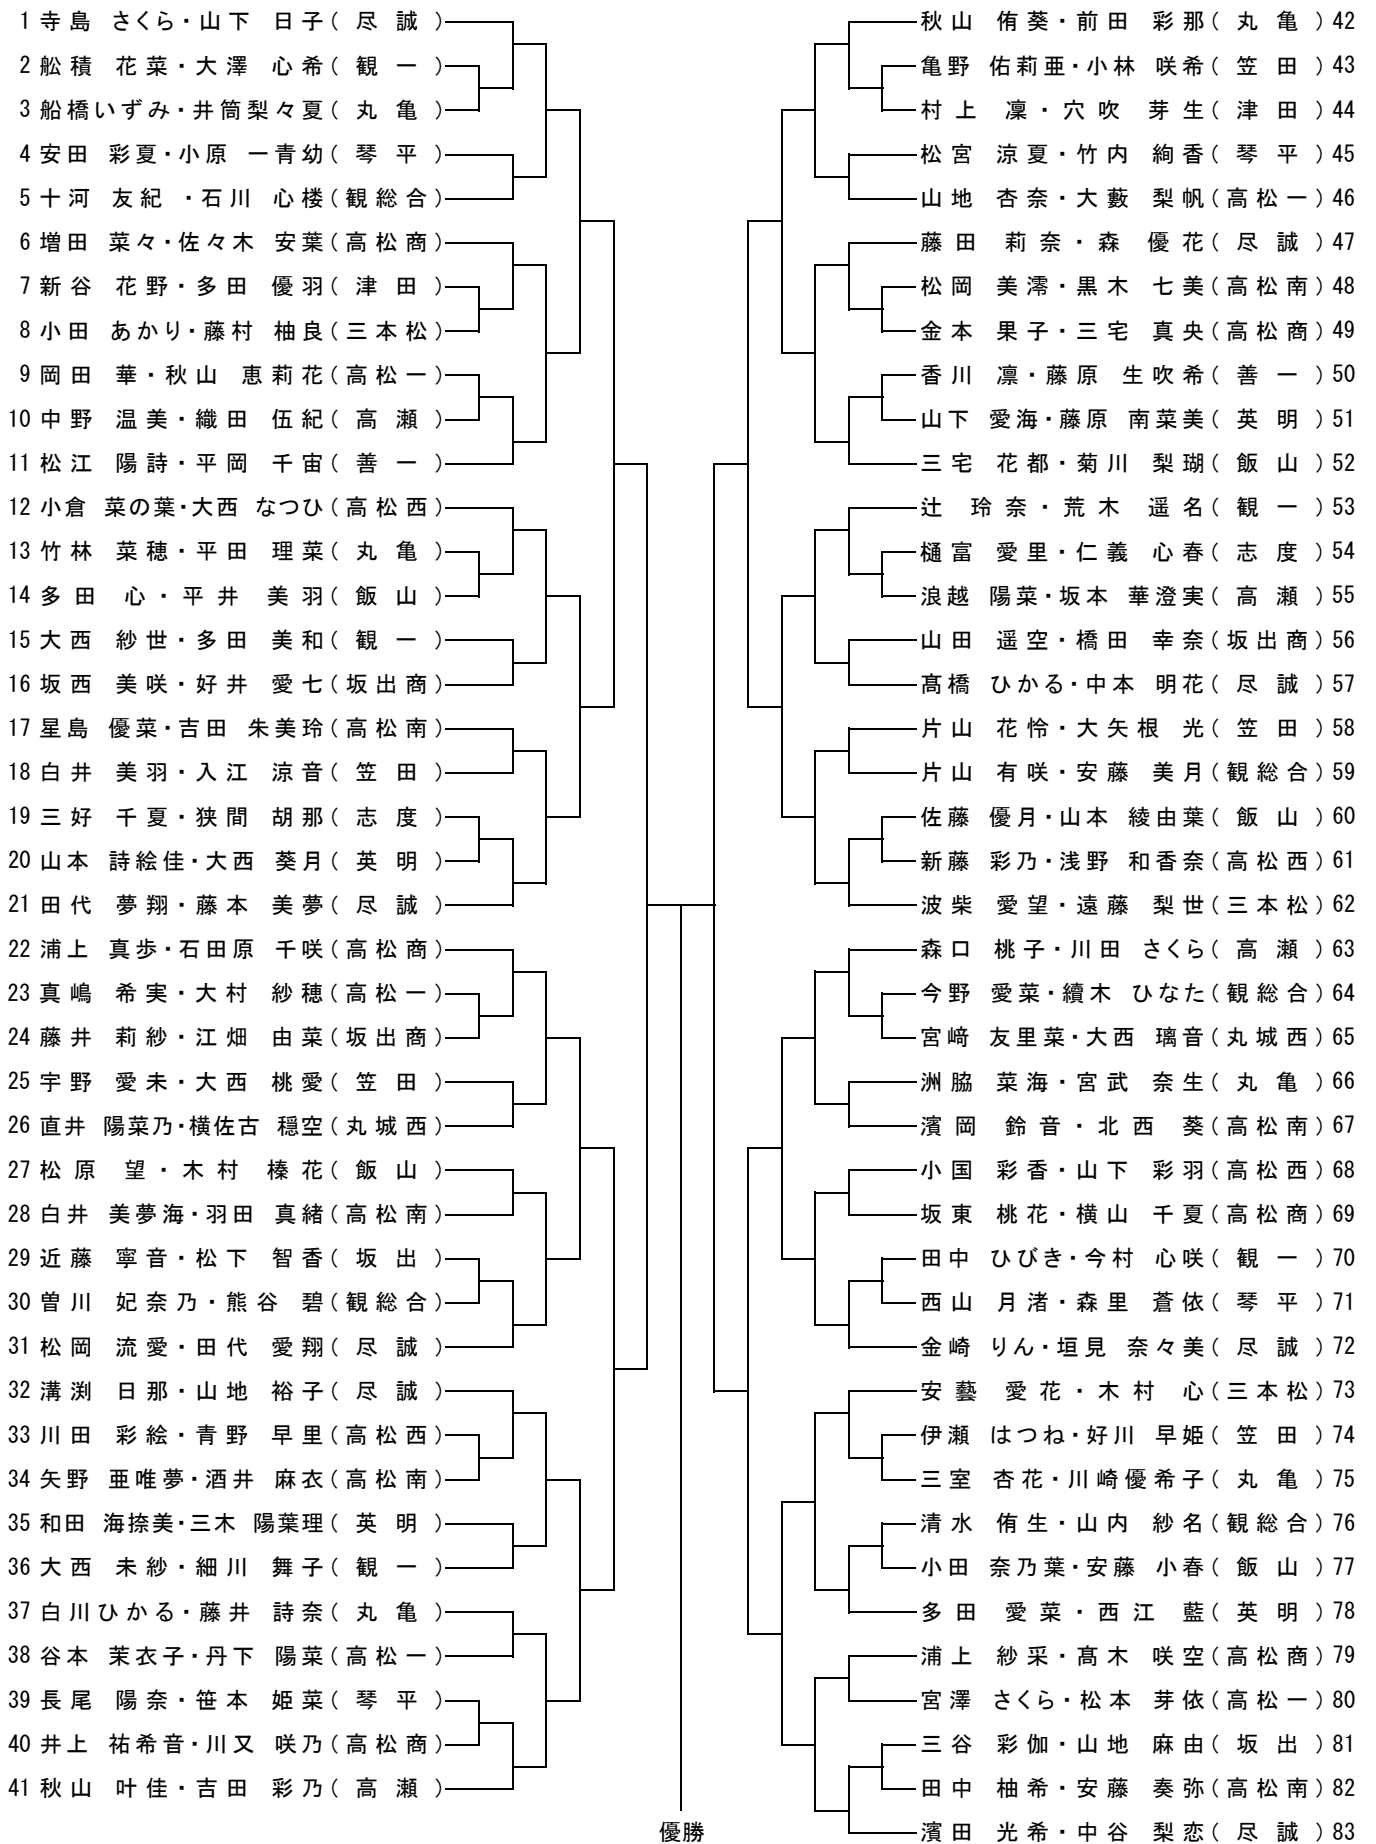 1 寺島 さくら・山下 日子(尽誠)
2 舩積 花菜・大澤 心希(観一)
3 船橋いずみ・井筒梨々夏(丸亀)
4 安田 彩夏・小原 一青幼(琴平)
5 十河 友紀 ・石川 心楼(観総合)
6 増田 菜々・佐々木 安葉(高松商)
7 新谷 花野・多田 優羽(津田)
8 小田 あかり・藤村 柚良(三本松)
9 岡田 華・秋山 恵莉花(高松一)
10 中野 温美・織田 伍紀(高瀬)
11 松江 陽詩・平岡 千宙(善一)
12 小倉 菜の葉・大西 なつひ(高松西)
13 竹林 菜穂・平田 理菜(丸亀)
14 多田 心・平井 美羽(飯山)
15 大西 紗世・多田 美和(観一)
16 坂西 美咲・好井 愛七(坂出商)
17 星島 優菜・吉田 朱美玲(高松南)
18 白井 美羽・入江 涼音(笠田)
19 三好 千夏・狭間 胡那(志度)
20 山本 詩絵佳・大西 葵月(英明)
21 田代 夢翔・藤本 美夢(尽誠)
22 浦上 真歩・石田原 千咲(高松商)
23 真嶋 希実・大村 紗穂(高松一)
24 藤井 莉紗・江畑 由菜(坂出商)
25 宇野 愛未・大西 桃愛(笠田)
26 直井 陽菜乃・横佐古 穏空(丸城西)
27 松原 望・木村 榛花(飯山)
28 白井 美夢海・羽田 真緒(高松南)
29 近藤 寧音・松下 智香(坂出)
30 曽川 妃奈乃・熊谷 碧(観総合)
31 松岡 流愛・田代 愛翔(尽誠)
32 溝渕 日那・山地 裕子(尽誠)
33 川田 彩絵・青野 早里(高松西)
34 矢野 亜唯夢・酒井 麻衣(高松南)
35 和田 海捺美・三木 陽葉理(英明)
36 大西 未紗・細川 舞子(観一)
37 白川ひかる・藤井 詩奈(丸亀)
38 谷本 茉衣子・丹下 陽菜(高松一)
39 長尾 陽奈・笹本 姫菜(琴平)
40 井上 祐希音・川又 咲乃(高松商)
41 秋山 叶佳・吉田 彩乃(高瀬)
秋山 侑葵・前田 彩那(丸亀)42
亀野 佑莉亜・小林 咲希(笠田)43
村上 凜・穴吹 芽生(津田)44
松宮 涼夏・竹内 絢香(琴平)45
山地 杏奈・大藪 梨帆(高松一)46
藤田 莉奈・森 優花(尽誠)47
松岡 美澪・黒木 七美(高松南)48
金本 果子・三宅 真央(高松商)49
香川 凛・藤原 生吹希(善一)50
山下 愛海・藤原 南菜美(英明)51
三宅 花都・菊川 梨瑚(飯山)52
辻 玲奈・荒木 遥名(観一)53
樋富 愛里・仁義 心春(志度)54
浪越 陽菜・坂本 華澄実(高瀬)55
山田 遥空・橋田 幸奈(坂出商)56
髙橋 ひかる・中本 明花(尽誠)57
片山 花怜・大矢根 光(笠田)58
片山 有咲・安藤 美月(観総合)59
佐藤 優月・山本 綾由葉(飯山)60
新藤 彩乃・浅野 和香奈(高松西)61
波柴 愛望・遠藤 梨世(三本松)62
森口 桃子・川田 さくら(高瀬)63
今野 愛菜・續木 ひなた(観総合)64
宮﨑 友里菜・大西 璃音(丸城西)65
洲脇 菜海・宮武 奈生(丸亀)66
濱岡 鈴音・北西 葵(高松南)67
小国 彩香・山下 彩羽(高松西)68
坂東 桃花・横山 千夏(高松商)69
田中 ひびき・今村 心咲(観一)70
西山 月渚・森里 蒼依(琴平)71
金崎 りん・垣見 奈々美(尽誠)72
安藝 愛花・木村 心(三本松)73
伊瀬 はつね・好川 早姫(笠田)74
三室 杏花・川崎優希子(丸亀)75
清水 侑生・山内 紗名(観総合)76
小田 奈乃葉・安藤 小春(飯山)77
多田 愛菜・西江 藍(英明)78
浦上 紗采・髙木 咲空(高松商)79
宮澤 さくら・松本 芽依(高松一)80
三谷 彩伽・山地 麻由(坂出)81
田中 柚希・安藤 奏弥(高松南)82
濱田 光希・中谷 梨恋(尽誠)83
優勝